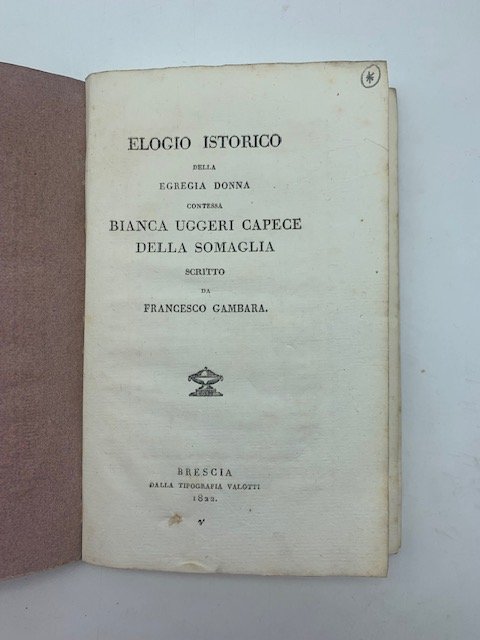 ELOGIO ISTORICO
DELLA
EGREGIA DONNA
CONTESSA
BIANCA UGGERI CAPECE
DELLA SOMAGLIA
SCRITTO
DA
FRANCESCO GAMBARA.
BRESCIA
DALLA TIPOGRAFIA VALOTTI
1822.